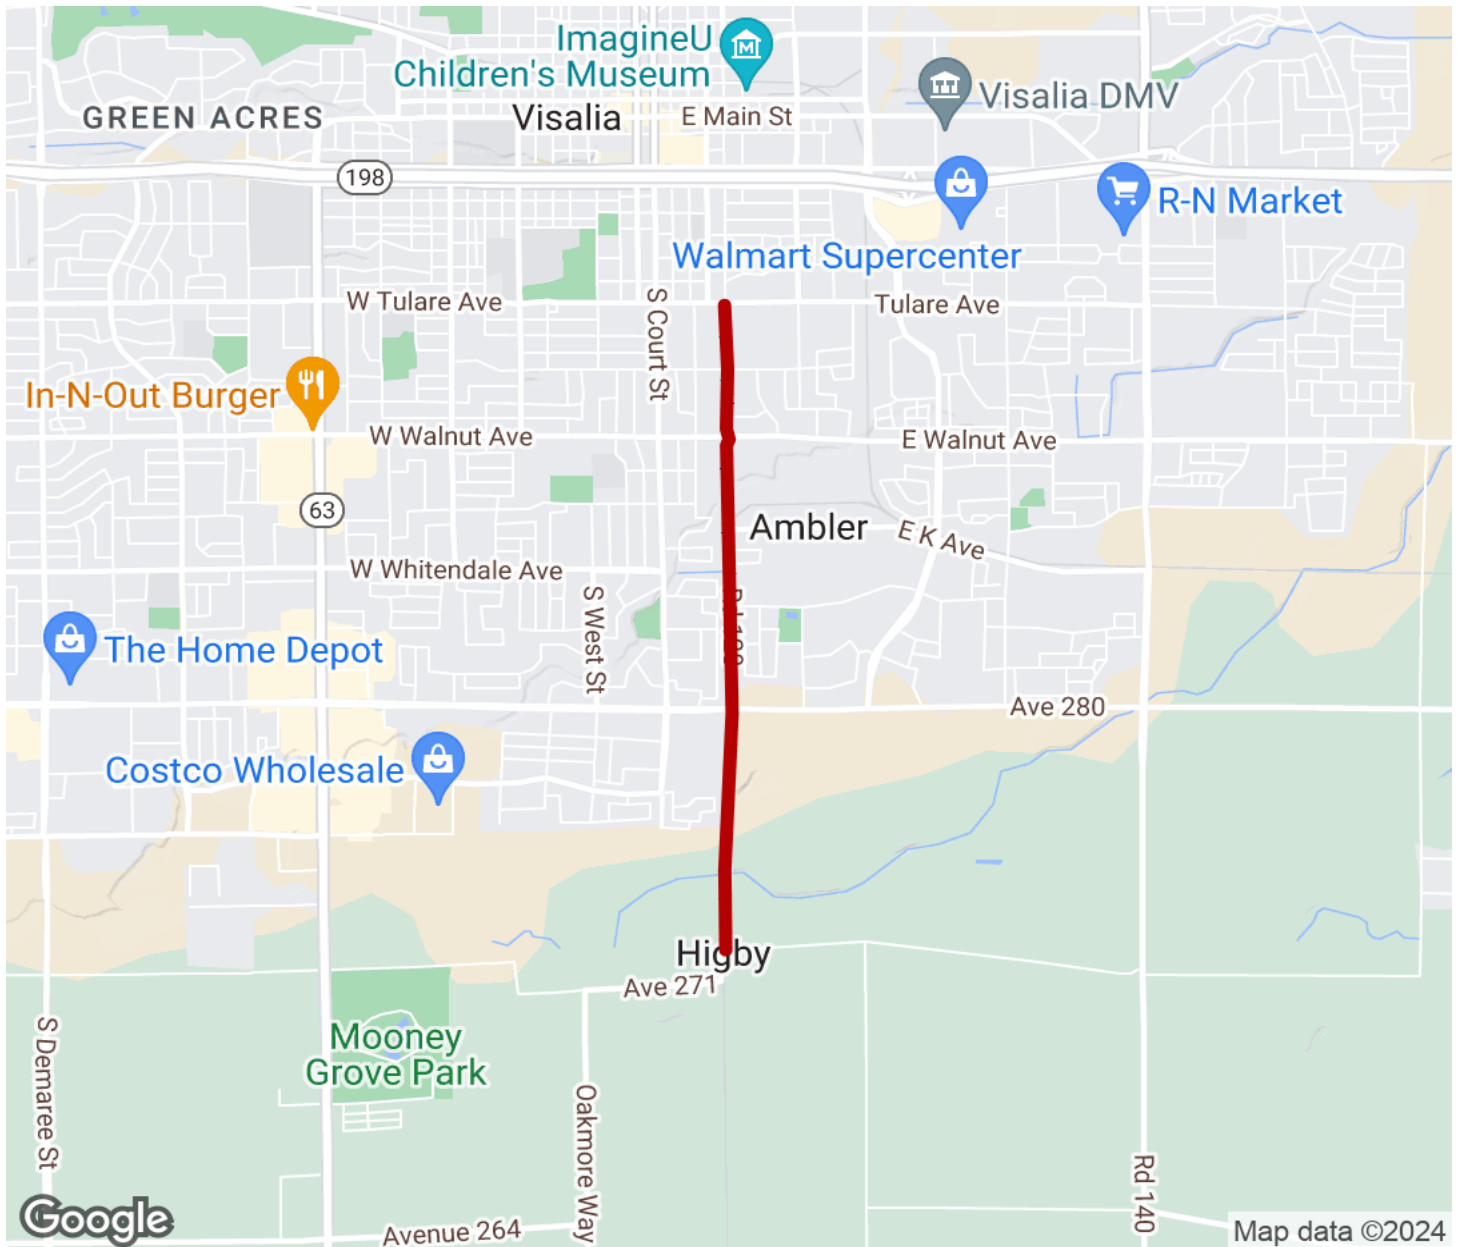 ImagineU
Children's Museum
Visalia DMV
GREEN ACRES
Visalia
E Main St
198
R-N Market
Walmart Supercenter
W Tulare Ave
S Court St
Tulare Ave
In-N-Out Burger
W Walnut Ave
E Walnut Ave
63
Ambler
E K Ave
W Whitendale Ave
S West St
The Home Depot
Ave 280
Costco Wholesale
Higby
Ave 271
Mooney
Grove Park
S Demaree St
Oakmore Way
Rd 140
Avenue 264
Google
Map data ©2024